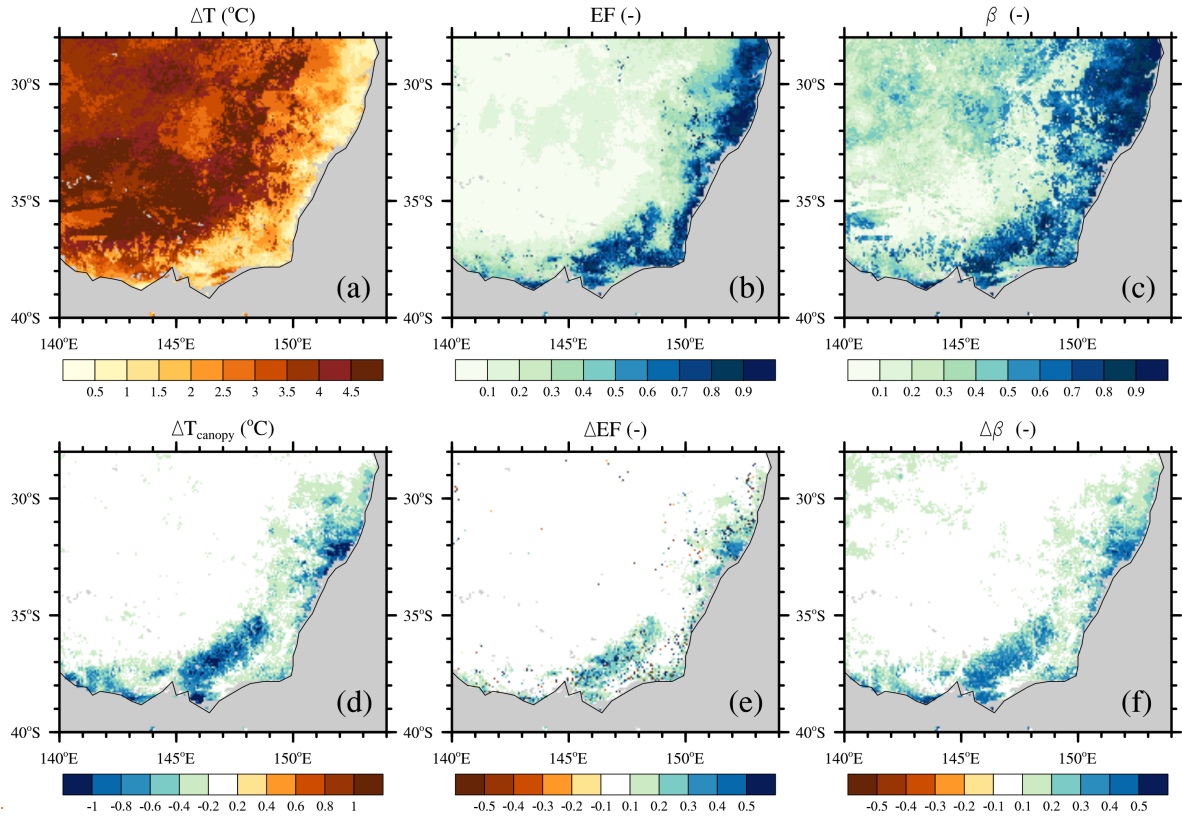 ΔT (°C)
EF (-)
β (-)
30°S
35°S
40°S
140°E
145°E
150°E
(a)
30°S
35°S
40°S
140°E
145°E
150°E
(b)
30°S
35°S
40°S
140°E
145°E
150°E
(c)
0.5 1 1.5 2 2.5 3 3.5 4 4.5
0.1 0.2 0.3 0.4 0.5 0.6 0.7 0.8 0.9
0.1 0.2 0.3 0.4 0.5 0.6 0.7 0.8 0.9
ΔTcanopy (°C)
ΔEF (-)
Δβ (-)
30°S
35°S
40°S
140°E
145°E
150°E
(d)
30°S
35°S
40°S
140°E
145°E
150°E
(e)
30°S
35°S
40°S
140°E
145°E
150°E
(f)
-1 -0.8 -0.6 -0.4 -0.2 0.2 0.4 0.6 0.8 1
-0.5 -0.4 -0.3 -0.2 -0.1 0.1 0.2 0.3 0.4 0.5
-0.5 -0.4 -0.3 -0.2 -0.1 0.1 0.2 0.3 0.4 0.5